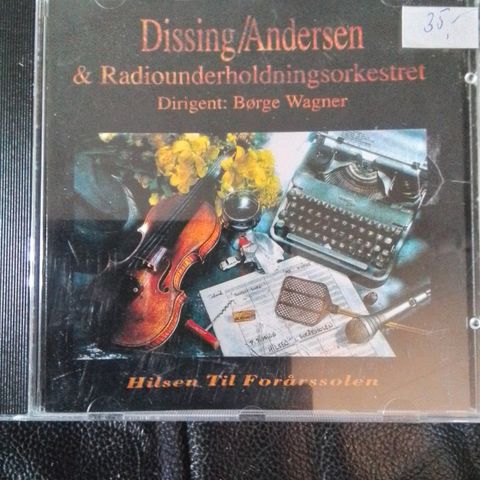 Dissing/Andersen
35,-
& Radiounderholdningsorkestret
Dirigent: Børge Wagner
Hilsen Til Forårssolen